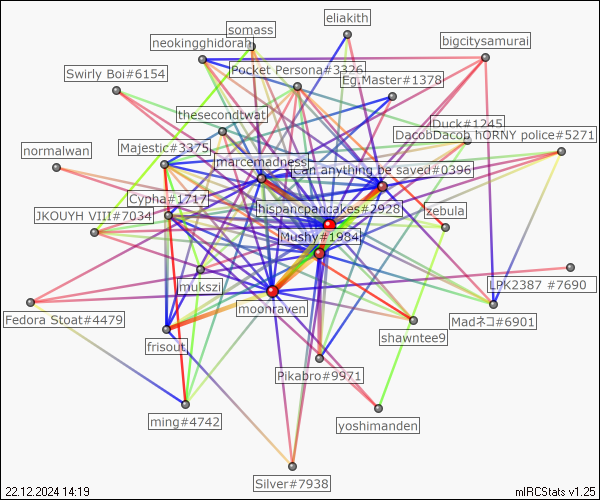 eliakith
somass
neokingghidorah
bigcitysamurai
Pocket Persona#3326
Swirly Boi#6154
Eg.Master#1378
thesecondtwat
Duck#1245
DacobDacob hORNY police#5271
Majestic#3375
normalwan
marcemadness
Can anything be saved#0396
Cypha#1717
hispancpancakes#2928
JKOUYH VIII#7034
zebula
Mushy#1984
mukszi
LPK2387 #7690
moonraven
Fedora Stoat#4479
Madネコ#6901
shawntee9
frisout
Pikabro#9971
ming#4742
yoshimanden
Silver#7938
22.12.2024 14:19
mIRCStats v1.25